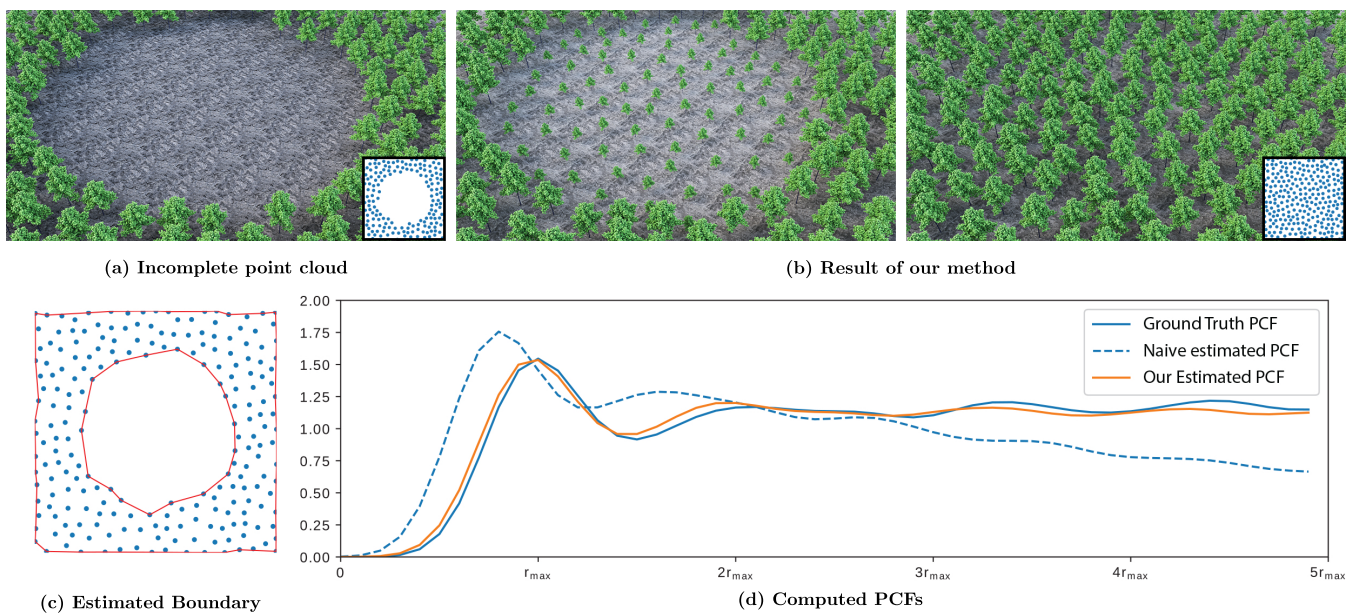 (a) Incomplete point cloud
(b) Result of our method
2.00
1.75
1.50
1.25
1.00
0.75
0.50
0.25
0.00
0
rmax
2rmax
3rmax
4rmax
5rmax
Ground Truth PCF
Naive estimated PCF
Our Estimated PCF
(c) Estimated Boundary
(d) Computed PCFs